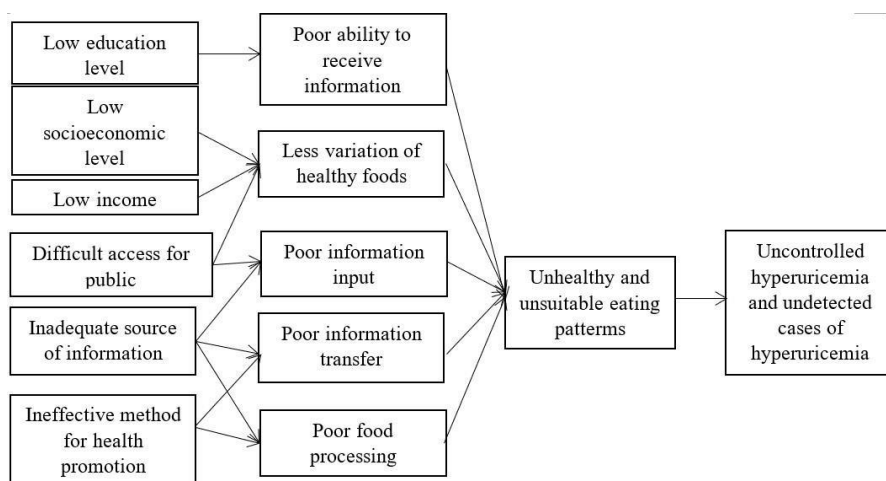 Low education
level
Low
socioeconomic
level
Low income
Difficult access for
public
Inadequate source
of information
Ineffective method
for health
promotion
Poor ability to
receive
information
Less variation of
healthy foods
Poor information
input
Poor information
transfer
Poor food
processing
Unhealthy and
unsuitable eating
patterms
Uncontrolled
hyperuricemia
and undetected
cases of
hyperuricemia